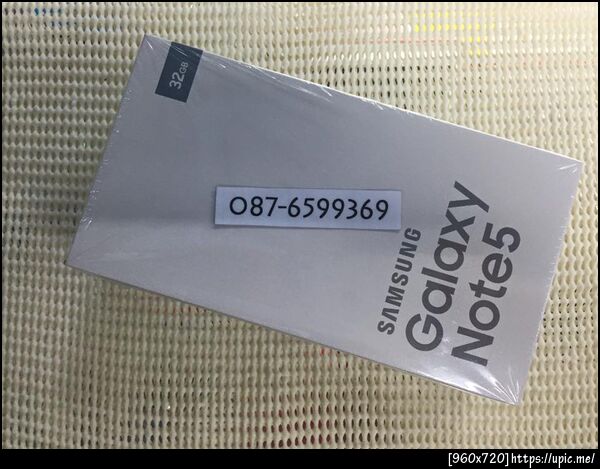 32GB
087-6599369
SAMSUNG
Galaxy
Note5
[960x720]https://upic.me/